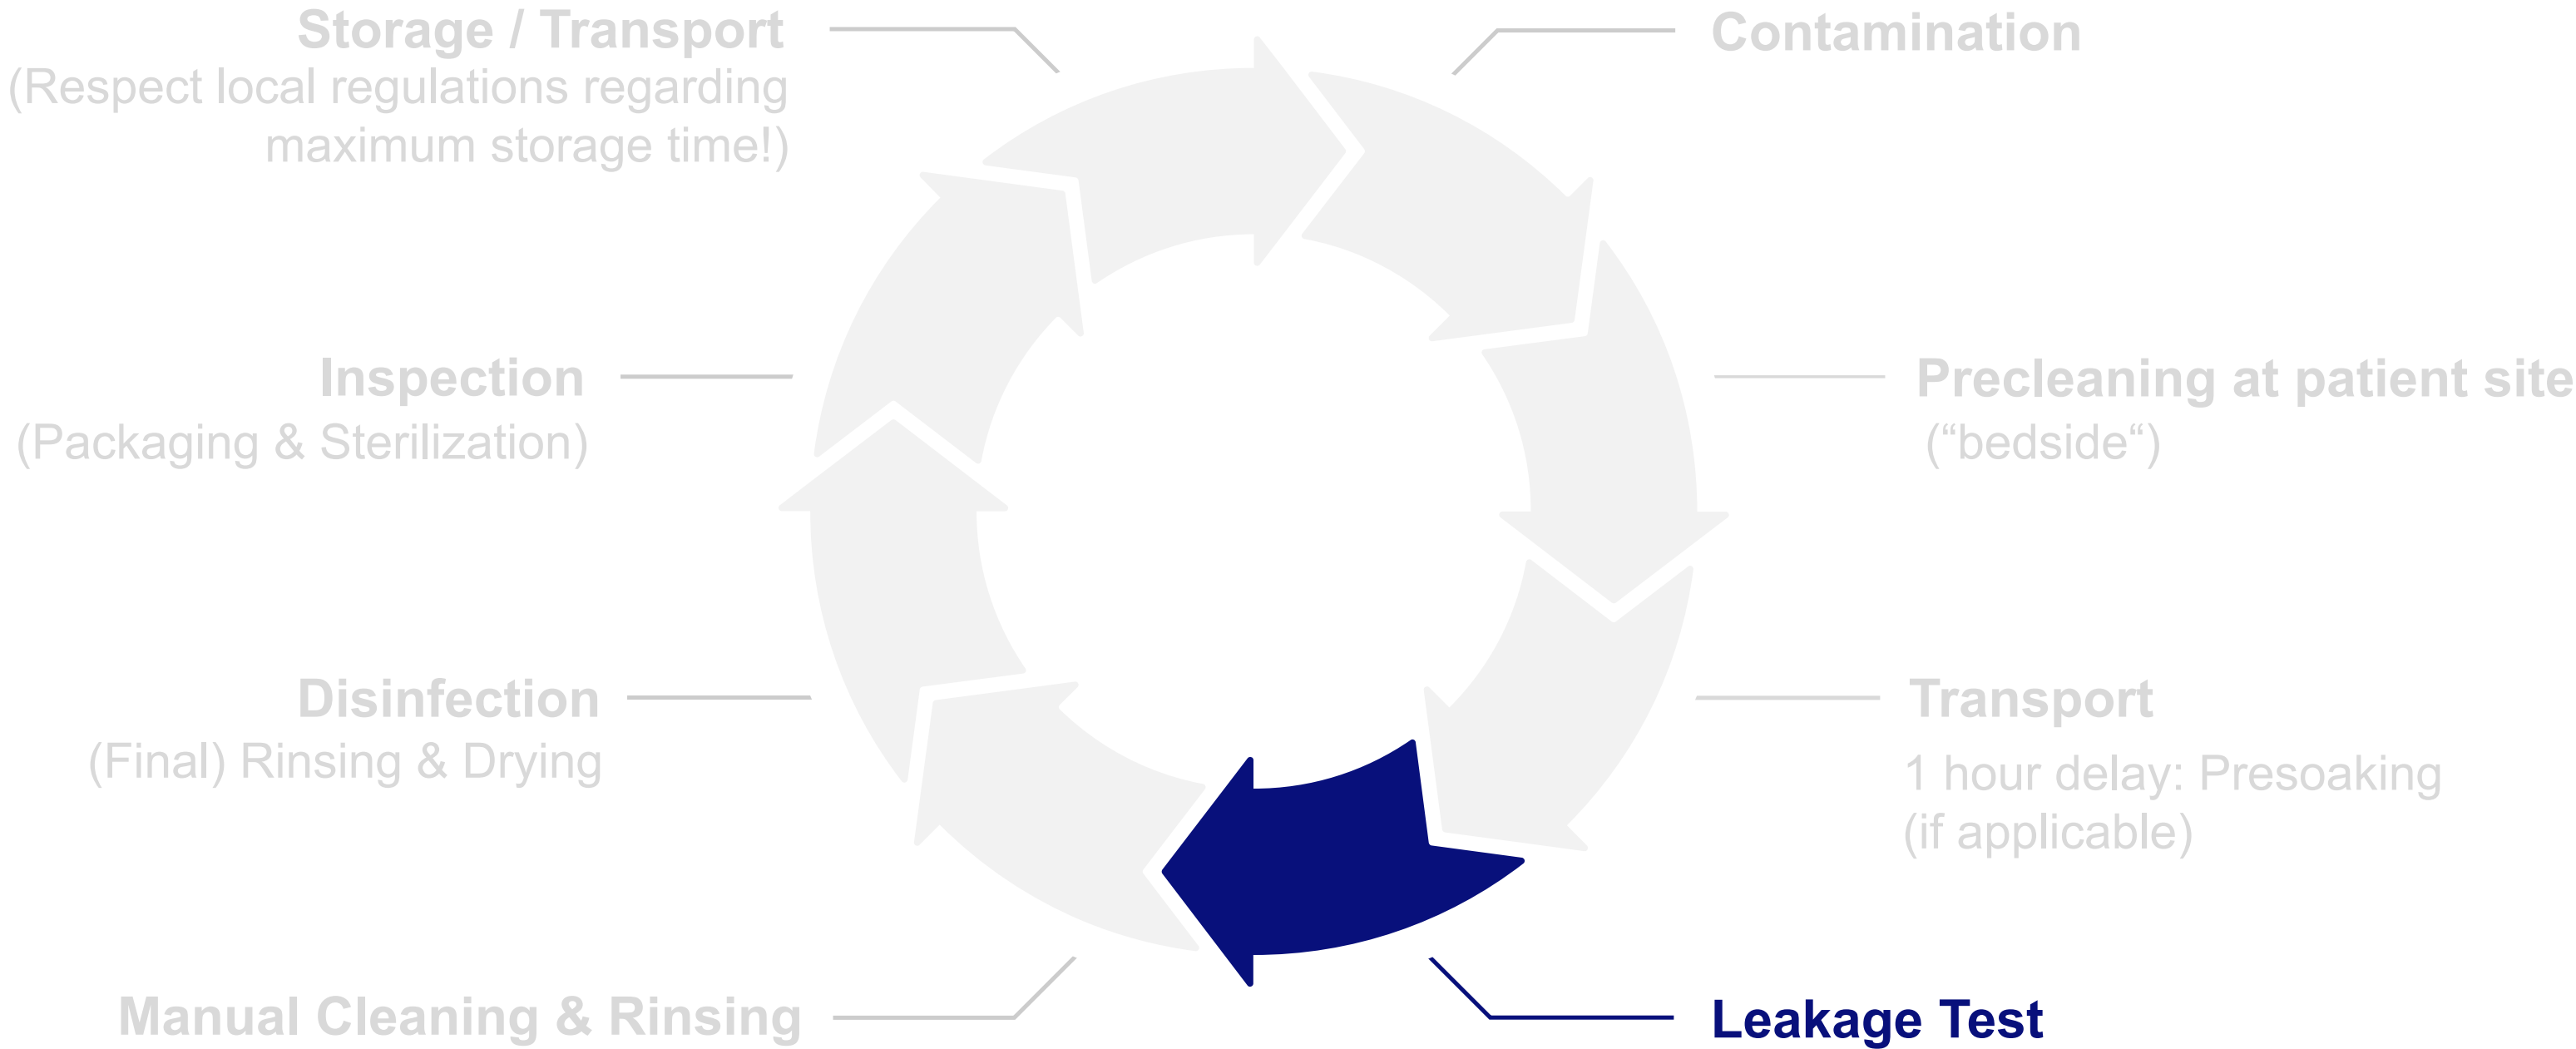 Storage / Transport
(Respect local regulations regarding
maximum storage time!)
Contamination
Inspection
(Packaging & Sterilization)
Precleaning at patient site
(“bedside“)
Disinfection
(Final) Rinsing & Drying
Transport
1 hour delay: Presoaking
(if applicable)
Manual Cleaning & Rinsing
Leakage Test